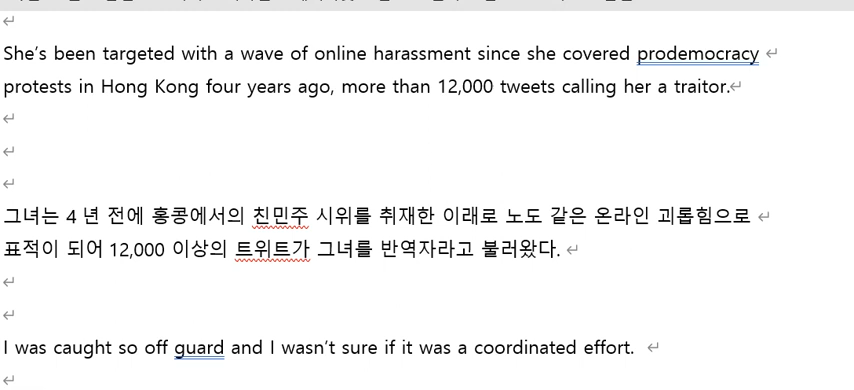 She's been targeted with a wave of online harassment since she covered prodemocracy
protests in Hong Kong four years ago, more than 12,000 tweets calling her a traitor.
그녀는 4 년 전에 홍콩에서의 친민주 시위를 취재한 이래로 노도 같은 온라인 괴롭힘으로
표적이 되어 12,000 이상의 트위트가 그녀를 반역자라고 불러왔다.
I was caught so off guard and I wasn't sure if it was a coordinated effort.